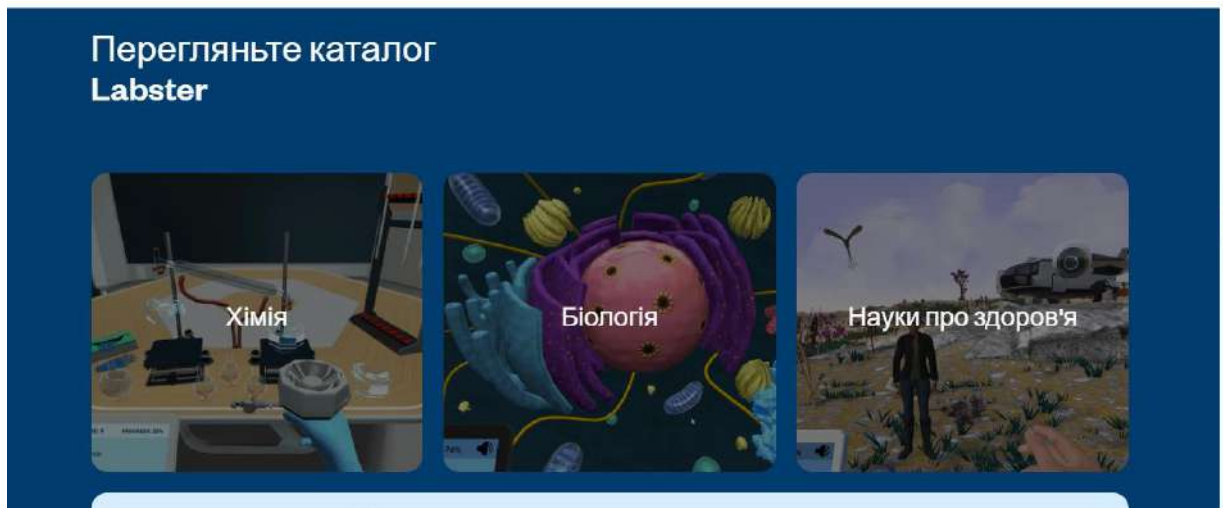 Перегляньте каталог
Labster
Хімія
Біологія
Науки про здоров'я